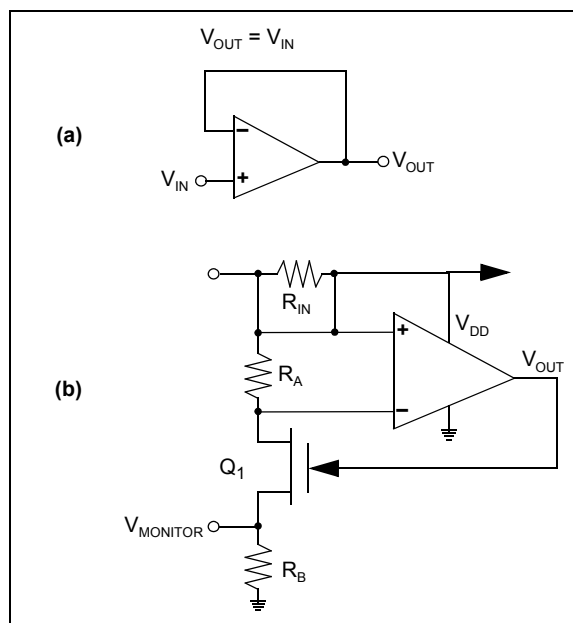 V_OUT = V_IN
(a)
V_IN
V_OUT
R_IN
V_DD
V_OUT
R_A
(b)
Q_1
V_MONITOR
R_B